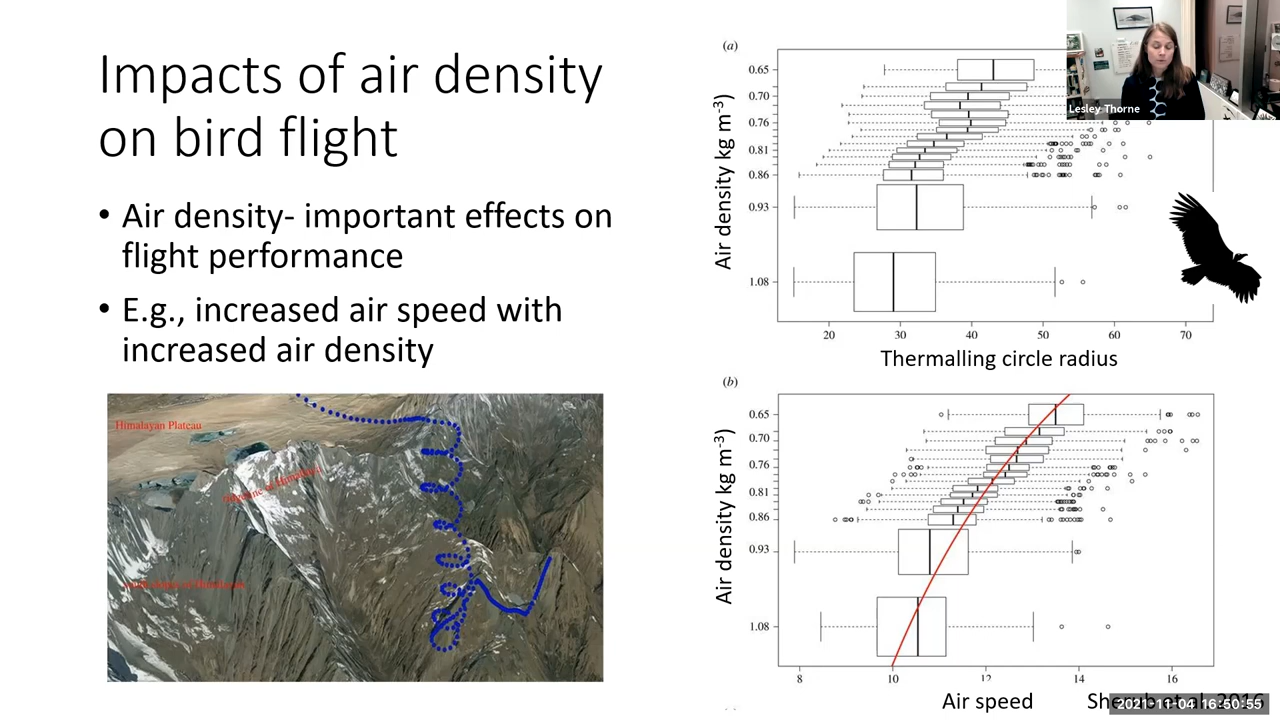 Impacts of air density
on bird flight
• Air density- important effects on
flight performance
• E.g., increased air speed with
increased air density
Himalayan Plateau
(a)
Air density kg m-3
0.65
0.70
0.76
0.81
0.86
0.93
1.08
20 30 40 50 60 70
Thermalling circle radius
Lesley Thorne
(b)
Air density kg m-3
0.65
0.70
0.76
0.81
0.86
0.93
1.08
8 10 12 14 16
Air speed
2021-11-04 16:50:55